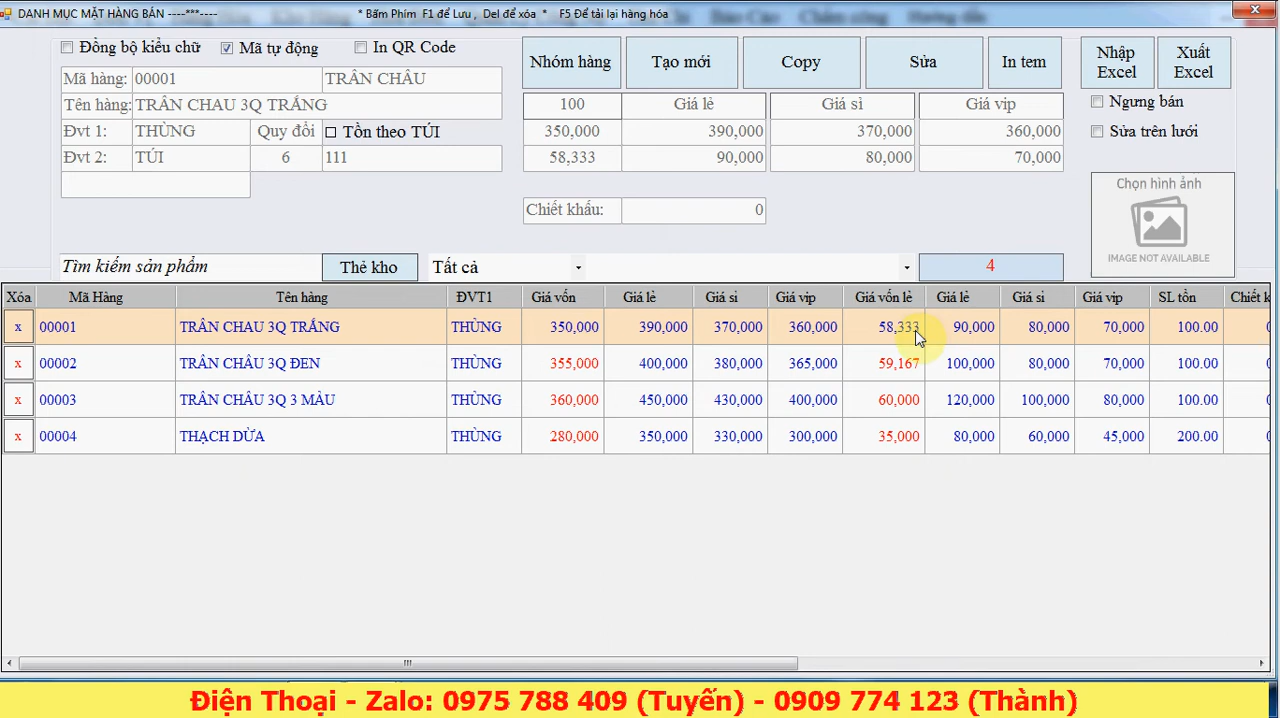 DANH MỤC MẶT HÀNG BÁN ----***---- * Bấm Phím F1 để Lưu , Del để xóa * F5 Để tải lại hàng hóa
Đồng bộ kiểu chữ Mã tự động In QR Code
Nhóm hàng Tạo mới Copy Sửa In tem Nhập Excel Xuất Excel
Mã hàng: 00001 TRÂN CHÂU
Tên hàng: TRÂN CHAU 3Q TRẮNG 100 Giá lẻ Giá sỉ Giá vip Ngưng bán
Đvt 1: THÙNG Quy đổi Tồn theo TÚI 350,000 390,000 370,000 360,000 Sửa trên lưới
Đvt 2: TÚI 6 111 58,333 90,000 80,000 70,000
Chọn hình ảnh
IMAGE NOT AVAILABLE
Chiết khấu: 0
Tìm kiếm sản phẩm Thẻ kho Tất cả 4
Xóa Mã Hàng Tên hàng ĐVT1 Giá vốn Giá lẻ Giá sỉ Giá vip Giá vốn lẻ Giá lẻ Giá sỉ Giá vip SL tồn Chiết k
x 00001 TRÂN CHAU 3Q TRẮNG THÙNG 350,000 390,000 370,000 360,000 58,333 90,000 80,000 70,000 100.00 0
x 00002 TRÂN CHÂU 3Q ĐEN THÙNG 355,000 400,000 380,000 365,000 59,167 100,000 80,000 70,000 100.00 0
x 00003 TRÂN CHÂU 3Q 3 MÀU THÙNG 360,000 450,000 430,000 400,000 60,000 120,000 100,000 80,000 100.00 0
x 00004 THẠCH DỪA THÙNG 280,000 350,000 330,000 300,000 35,000 80,000 60,000 45,000 200.00 0
Điện Thoại - Zalo: 0975 788 409 (Tuyến) - 0909 774 123 (Thành)